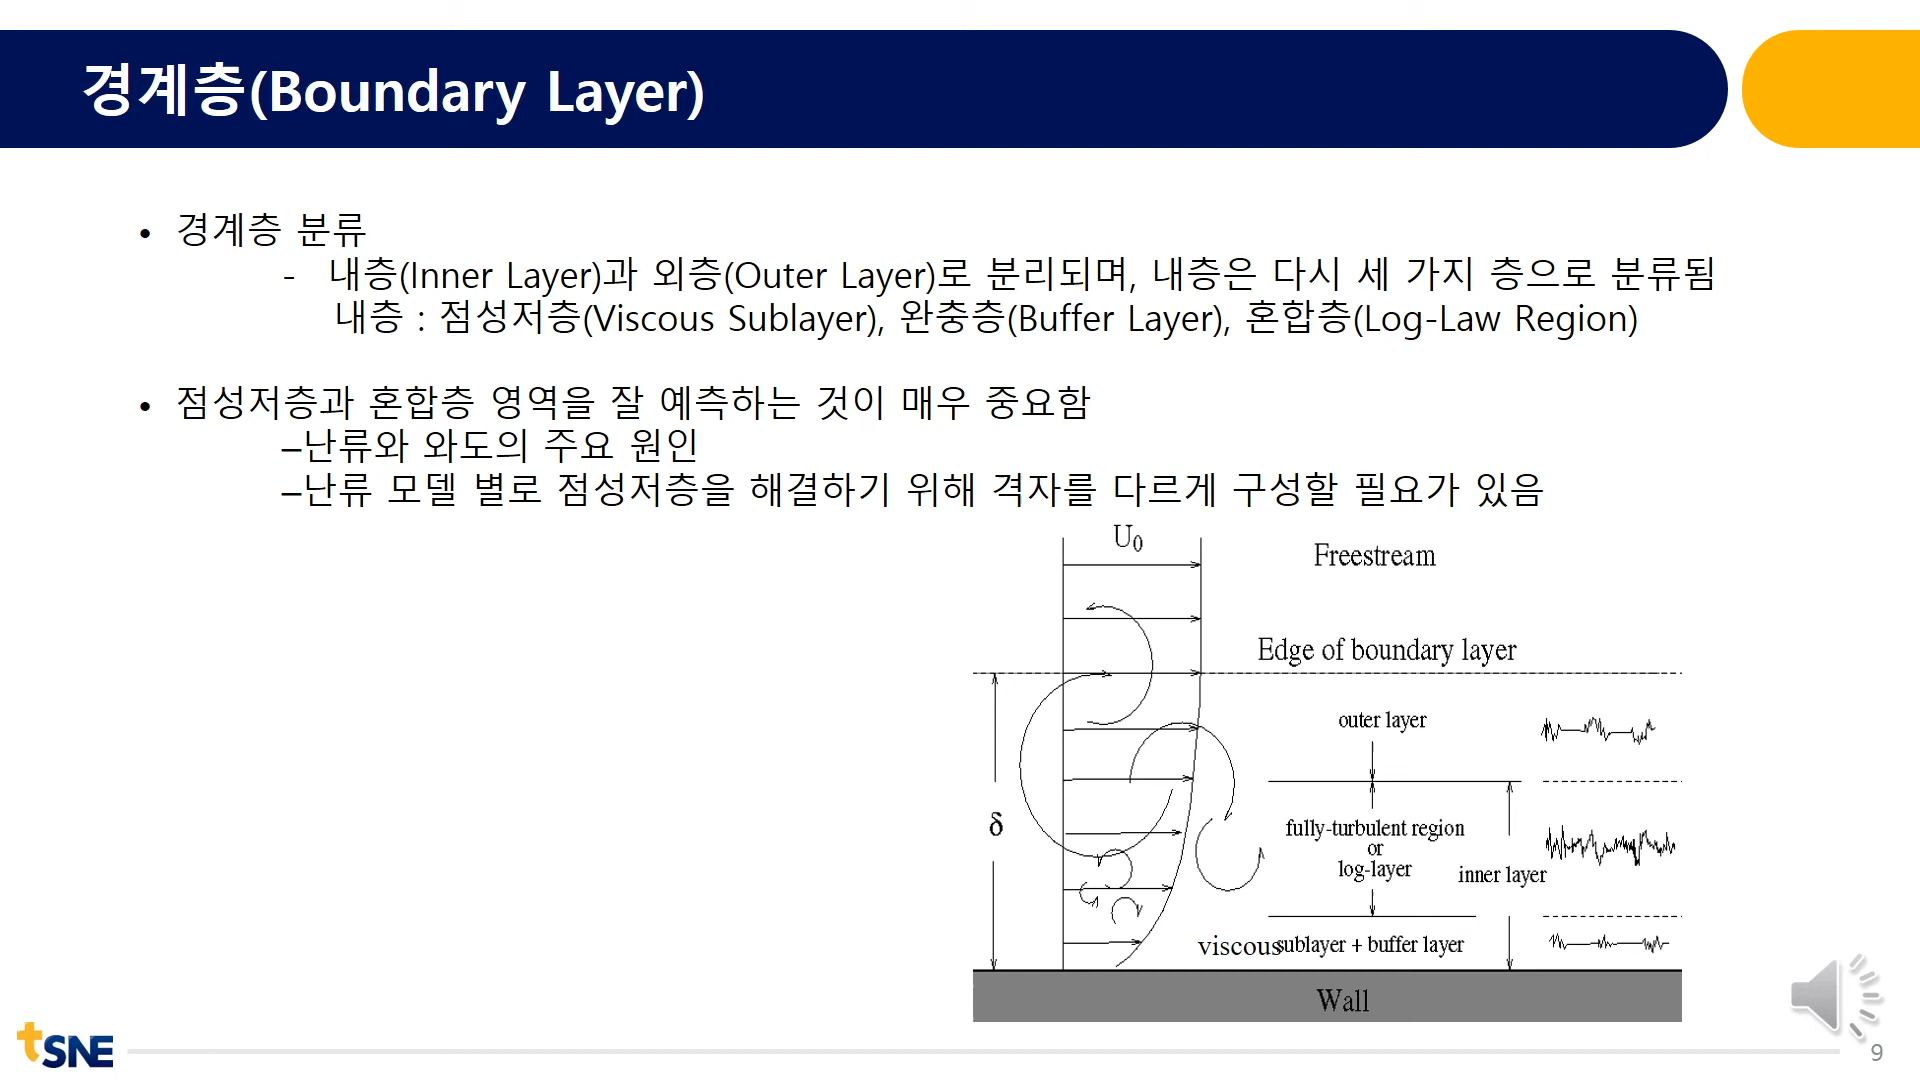 경계층(Boundary Layer)
• 경계층 분류
- 내층(Inner Layer)과 외층(Outer Layer)로 분리되며, 내층은 다시 세 가지 층으로 분류됨
내층 : 점성저층(Viscous Sublayer), 완충층(Buffer Layer), 혼합층(Log-Law Region)
• 점성저층과 혼합층 영역을 잘 예측하는 것이 매우 중요함
–난류와 와도의 주요 원인
–난류 모델 별로 점성저층을 해결하기 위해 격자를 다르게 구성할 필요가 있음
U₀
Freestream
Edge of boundary layer
outer layer
δ
fully-turbulent region
or
log-layer
inner layer
viscous sublayer + buffer layer
Wall
tSNE
9